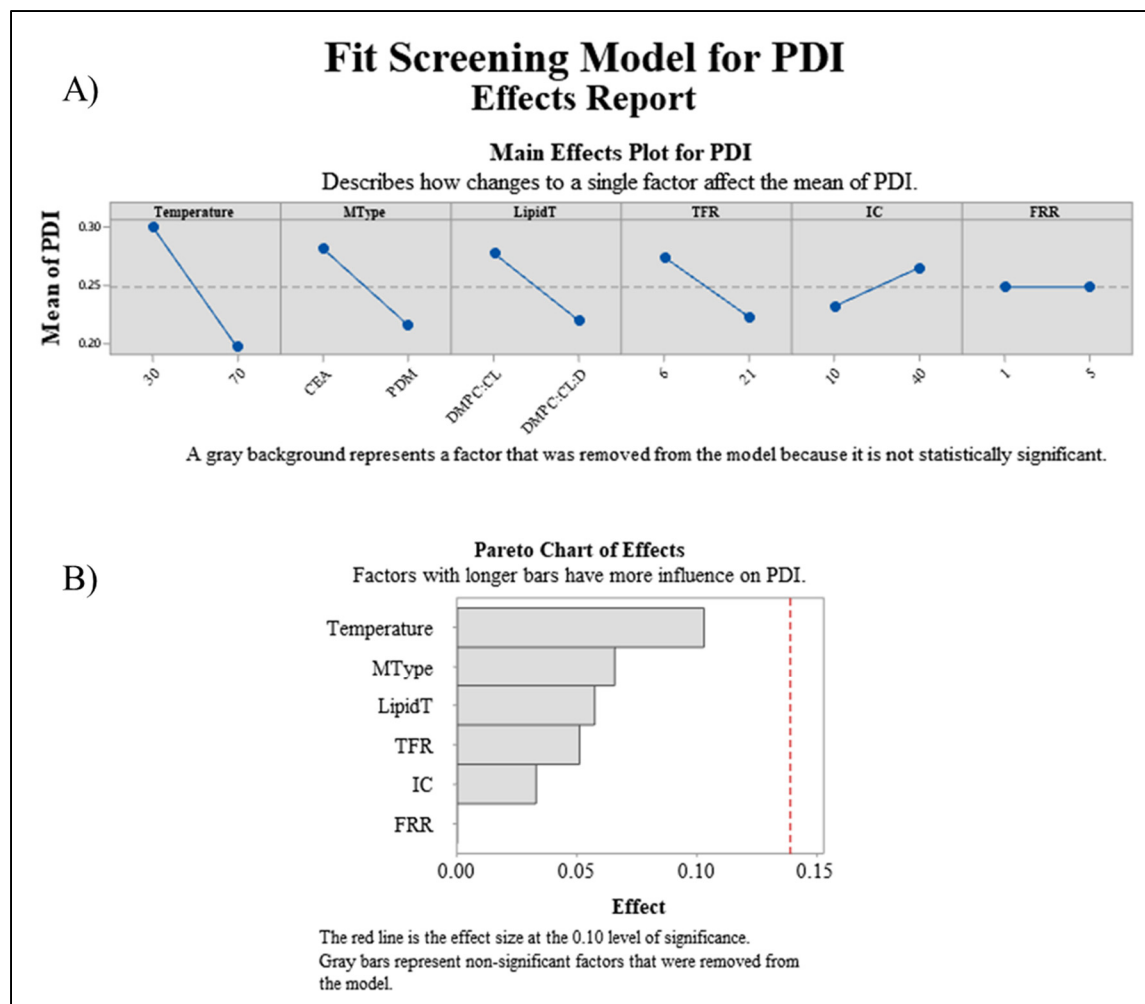 A)
Fit Screening Model for PDI
Effects Report
Main Effects Plot for PDI
Describes how changes to a single factor affect the mean of PDI.
Temperature MType LipidT TFR IC FRR
Mean of PDI
0.30
0.25
0.20
30 70 CEA PDM DMPC:CL DMPC:CL:D 6 21 10 40 1 5
A gray background represents a factor that was removed from the model because it is not statistically significant.
B)
Pareto Chart of Effects
Factors with longer bars have more influence on PDI.
Temperature
MType
LipidT
TFR
IC
FRR
0.00 0.05 0.10 0.15
Effect
The red line is the effect size at the 0.10 level of significance.
Gray bars represent non-significant factors that were removed from
the model.